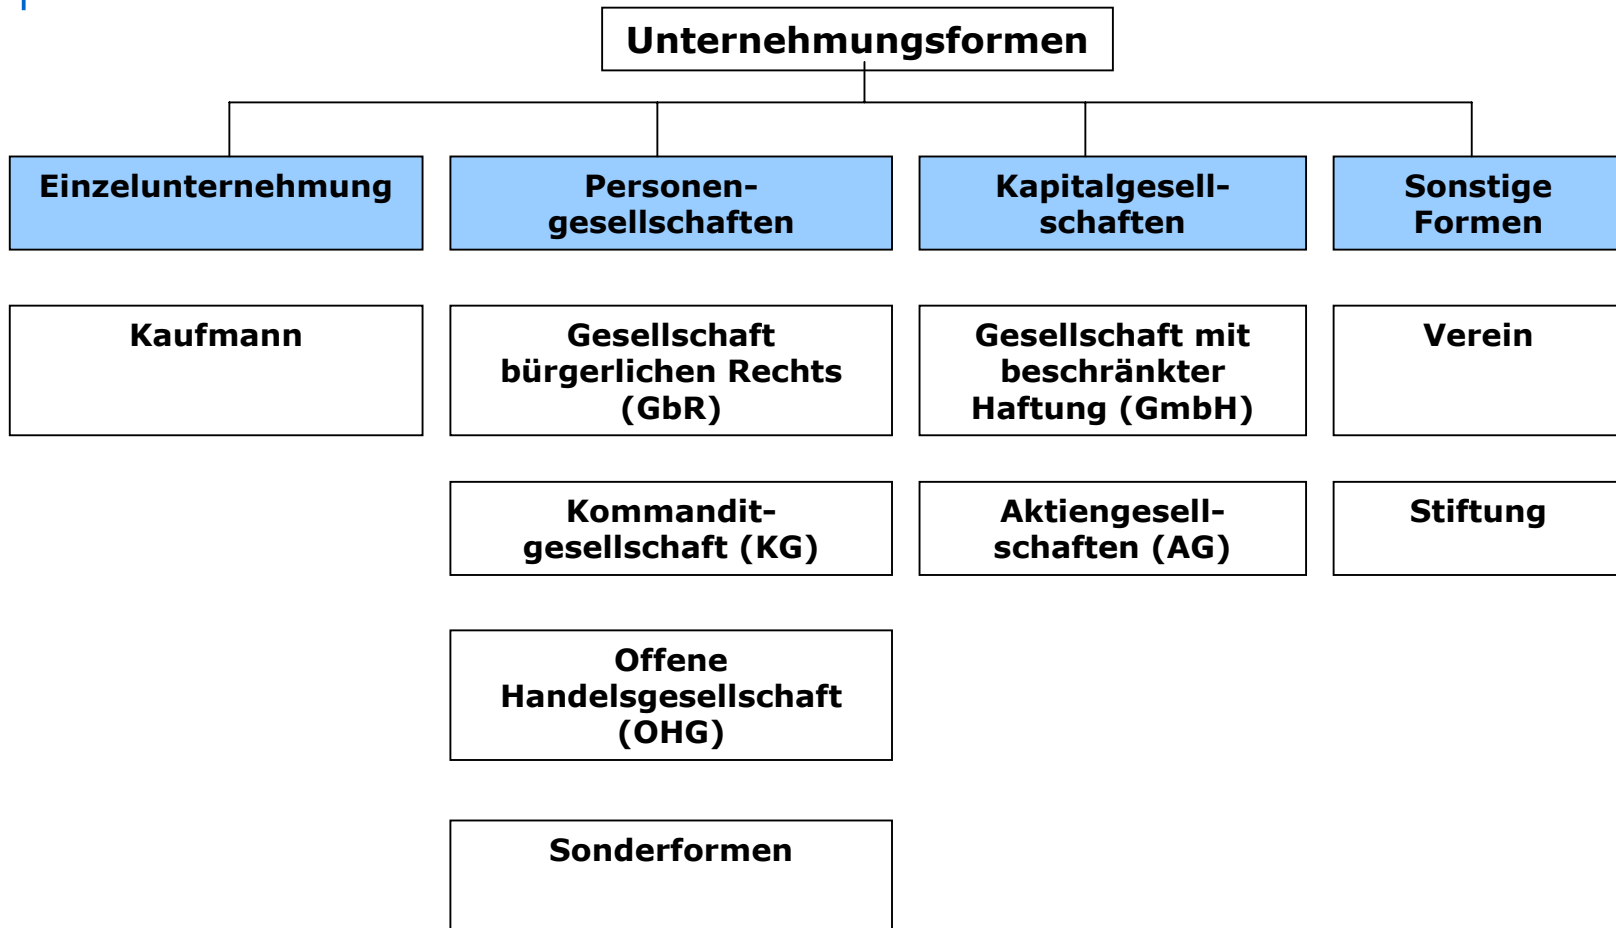 Unternehmungsformen
Einzelunternehmung
Personen-
gesellschaften
Kapitalgesell-
schaften
Sonstige
Formen
Kaufmann
Gesellschaft
bürgerlichen Rechts
(GbR)
Gesellschaft mit
beschränkter
Haftung (GmbH)
Verein
Kommandit-
gesellschaft (KG)
Aktiengesell-
schaften (AG)
Stiftung
Offene
Handelsgesellschaft
(OHG)
Sonderformen